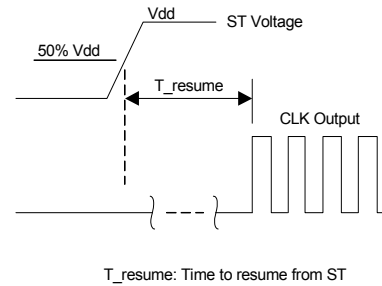 Vdd
ST Voltage
50% Vdd
T_resume
CLK Output
T_resume: Time to resume from ST